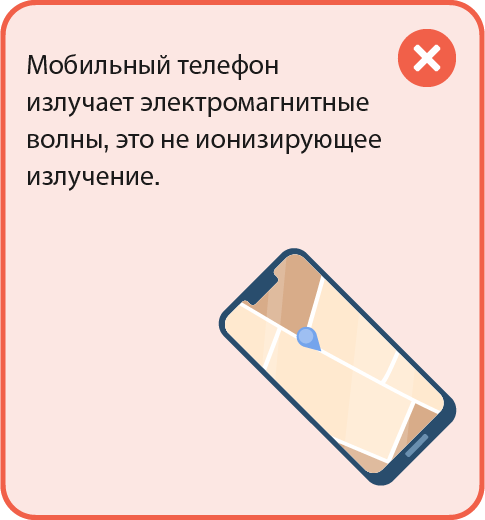 Мобильный телефон
излучает электромагнитные
волны, это не ионизирующее
излучение.